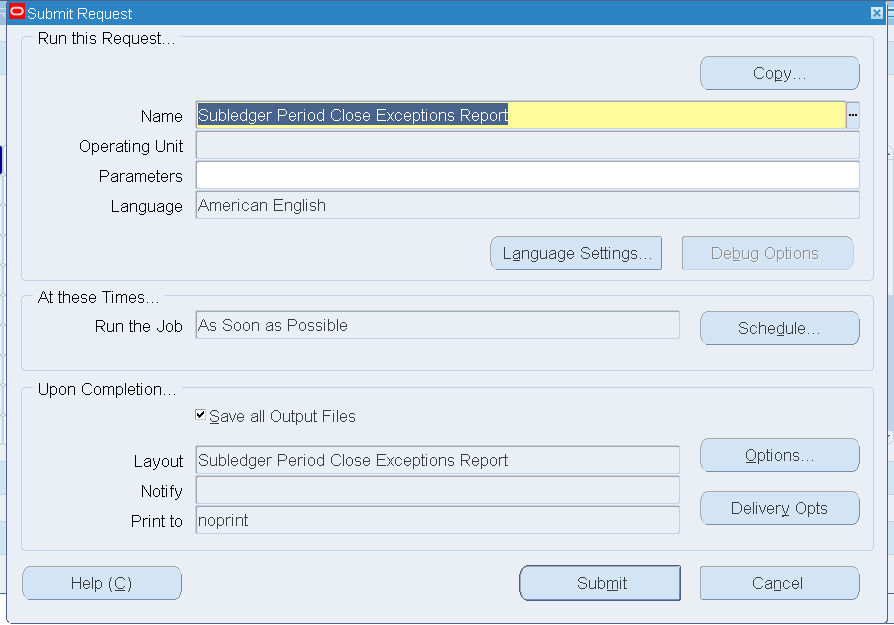 Submit Request
Run this Request...
Copy...
Name Subledger Period Close Exceptions Report ...
Operating Unit
Parameters
Language American English
Language Settings... Debug Options
At these Times...
Run the Job As Soon as Possible Schedule...
Upon Completion...
Save all Output Files
Layout Subledger Period Close Exceptions Report Options...
Notify
Print to noprint Delivery Opts
Help (C) Submit Cancel